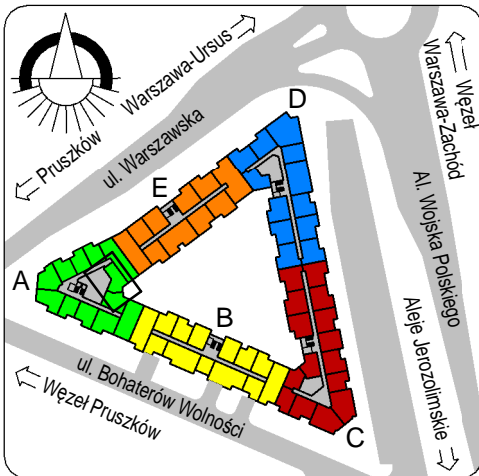 Warszawa-Ursus
Pruszków
ul. Warszawska
Węzeł
Warszawa-Zachód
D
E
Al. Wojska Polskiego
A
B
Aleje Jerozolimskie
ul. Bohaterów Wolności
Węzeł Pruszków
C